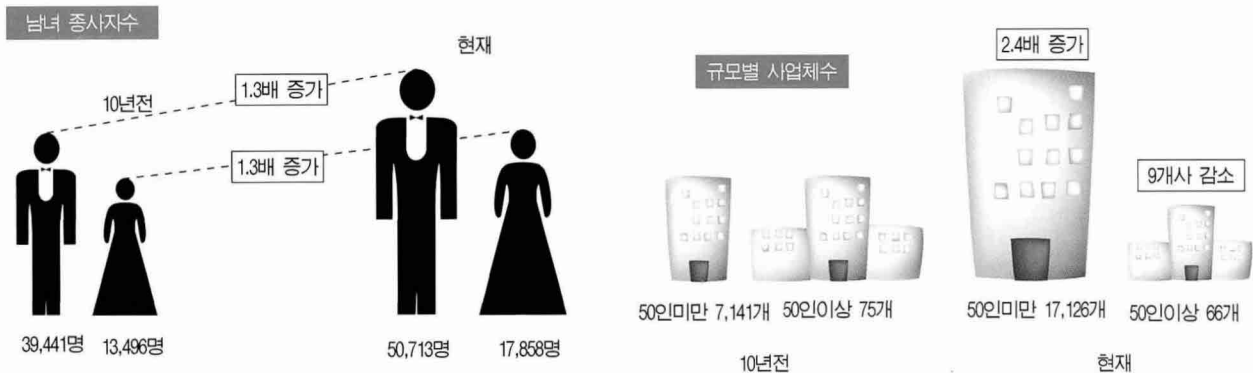 남녀 종사자수
현재
10년전
1.3배 증가
1.3배 증가
39,441명 13,496명
50,713명 17,858명
규모별 사업체수
2.4배 증가
9개사 감소
50인미만 7,141개 50인이상 75개
50인미만 17,126개 50인이상 66개
10년전
현재